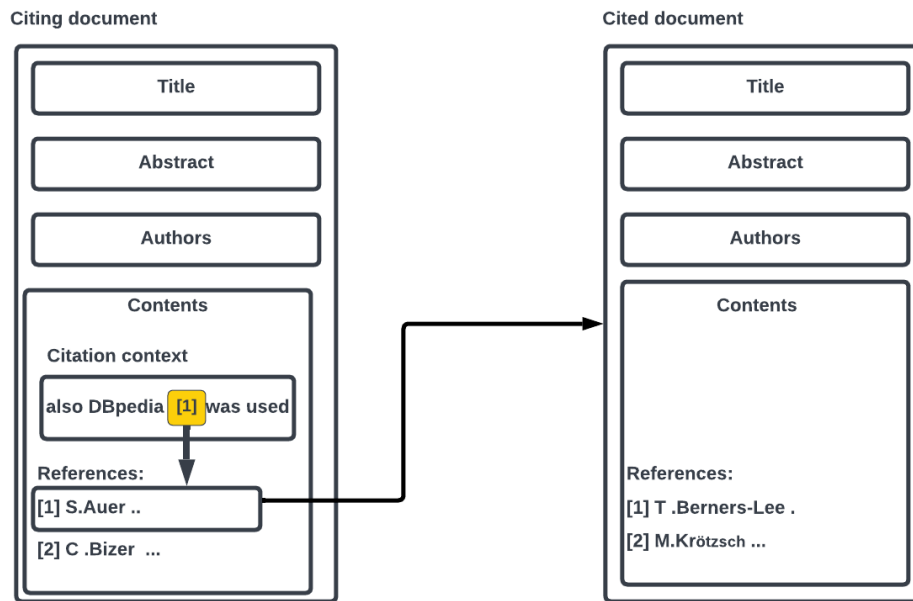 Citing document
Title
Abstract
Authors
Contents
Citation context
also DBpedia [1] was used
References:
[1] S.Auer ..
[2] C .Bizer ...
Cited document
Title
Abstract
Authors
Contents
References:
[1] T .Berners-Lee .
[2] M.Krötzsch ...